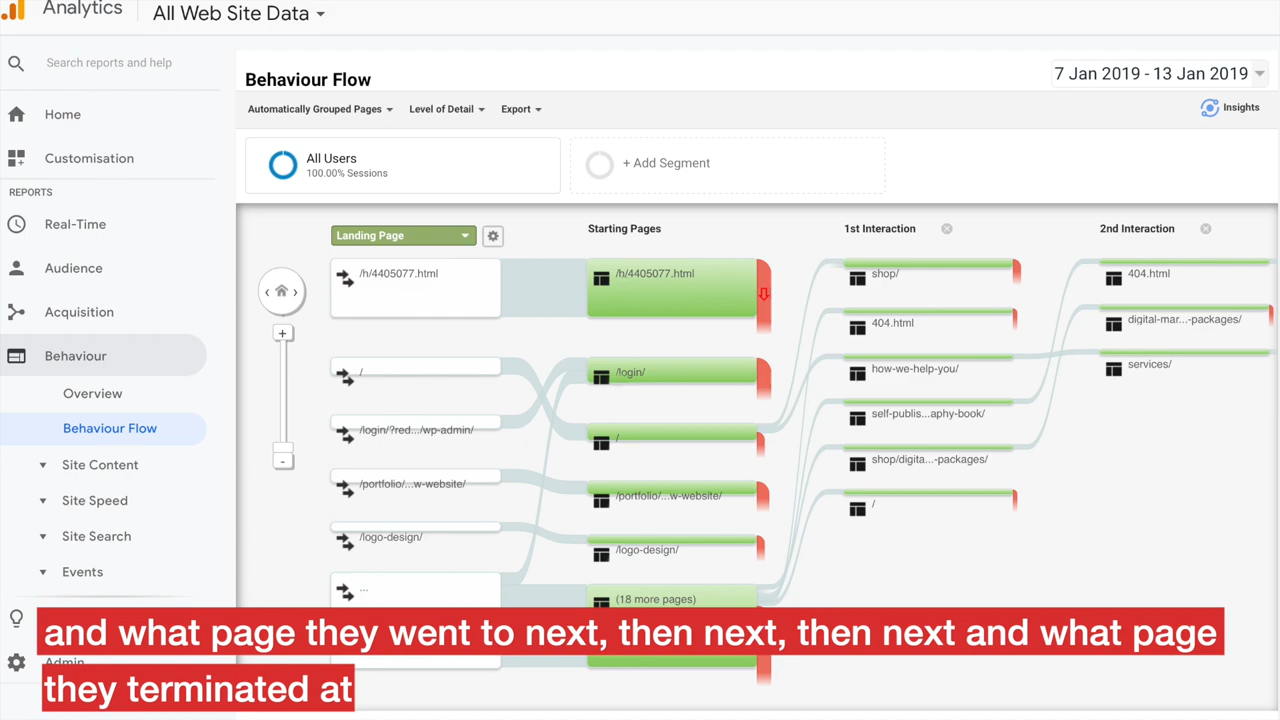 Analytics
All Web Site Data
Search reports and help
Home
Customisation
REPORTS
Real-Time
Audience
Acquisition
Behaviour
Overview
Behaviour Flow
Site Content
Site Speed
Site Search
Events
Admin
Behaviour Flow
7 Jan 2019 - 13 Jan 2019
Automatically Grouped Pages
Level of Detail
Export
Insights
All Users
100.00% Sessions
+ Add Segment
Landing Page
/h/4405077.html
/
/login/?red.../wp-admin/
/portfolio/...w-website/
/logo-design/
...
Starting Pages
/h/4405077.html
/login/
/
/portfolio/...w-website/
/logo-design/
(18 more pages)
1st Interaction
shop/
404.html
how-we-help-you/
self-publis...aphy-book/
shop/digita...-packages/
/
2nd Interaction
404.html
digital-mar...-packages/
services/
and what page they went to next, then next, then next and what page
they terminated at